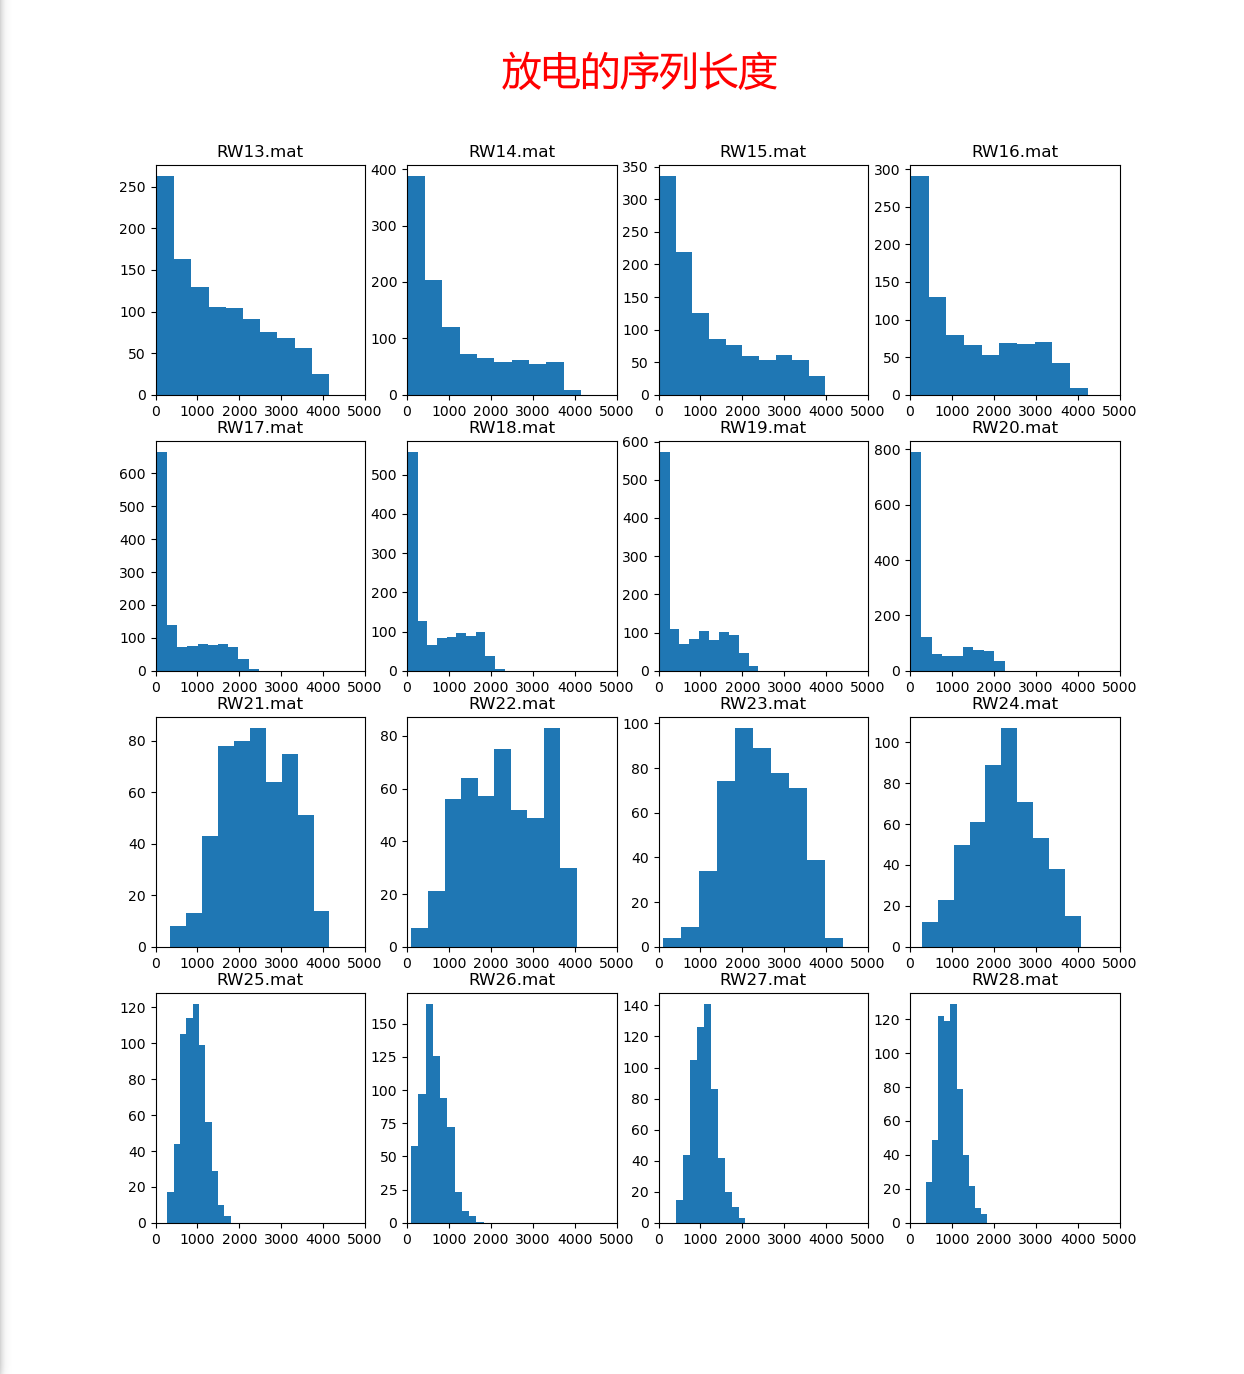 放电的序列长度
RW13.mat RW14.mat RW15.mat RW16.mat
250 200 150 100 50 0
0 1000 2000 3000 4000 5000
400 300 200 100 0
0 1000 2000 3000 4000 5000
350 300 250 200 150 100 50 0
0 1000 2000 3000 4000 5000
300 250 200 150 100 50 0
0 1000 2000 3000 4000 5000
RW17.mat RW18.mat RW19.mat RW20.mat
600 500 400 300 200 100 0
0 1000 2000 3000 4000 5000
500 400 300 200 100 0
0 1000 2000 3000 4000 5000
600 500 400 300 200 100 0
0 1000 2000 3000 4000 5000
800 600 400 200 0
0 1000 2000 3000 4000 5000
RW21.mat RW22.mat RW23.mat RW24.mat
80 60 40 20 0
0 1000 2000 3000 4000 5000
80 60 40 20 0
0 1000 2000 3000 4000 5000
100 80 60 40 20 0
0 1000 2000 3000 4000 5000
100 80 60 40 20 0
0 1000 2000 3000 4000 5000
RW25.mat RW26.mat RW27.mat RW28.mat
120 100 80 60 40 20 0
0 1000 2000 3000 4000 5000
150 125 100 75 50 25 0
0 1000 2000 3000 4000 5000
140 120 100 80 60 40 20 0
0 1000 2000 3000 4000 5000
120 100 80 60 40 20 0
0 1000 2000 3000 4000 5000